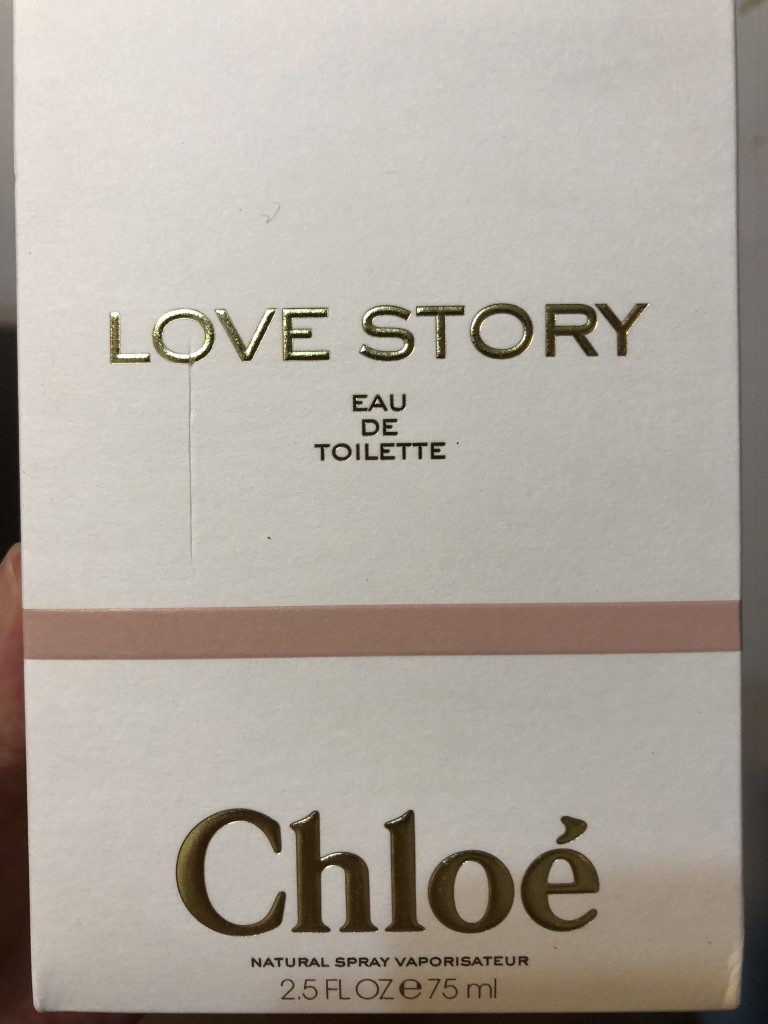 LOVE STORY
EAU
DE
TOILETTE
Chloé
NATURAL SPRAY VAPORISATEUR
2.5 FL OZ ℮ 75 ml